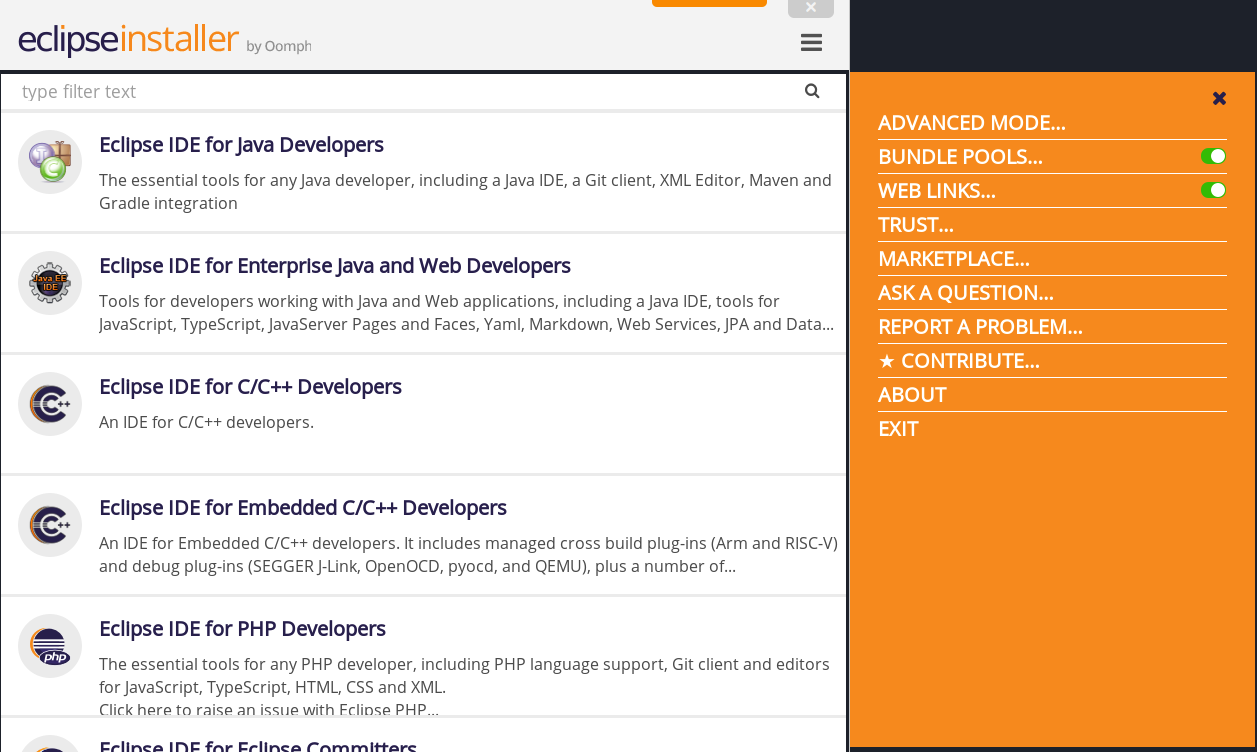 eclipse installer by Oomph
type filter text
Eclipse IDE for Java Developers
The essential tools for any Java developer, including a Java IDE, a Git client, XML Editor, Maven and
Gradle integration
Java EE
IDE
Eclipse IDE for Enterprise Java and Web Developers
Tools for developers working with Java and Web applications, including a Java IDE, tools for
JavaScript, TypeScript, JavaServer Pages and Faces, Yaml, Markdown, Web Services, JPA and Data...
C++
Eclipse IDE for C/C++ Developers
An IDE for C/C++ developers.
C++
Eclipse IDE for Embedded C/C++ Developers
An IDE for Embedded C/C++ developers. It includes managed cross build plug-ins (Arm and RISC-V)
and debug plug-ins (SEGGER J-Link, OpenOCD, pyocd, and QEMU), plus a number of...
php
Eclipse IDE for PHP Developers
The essential tools for any PHP developer, including PHP language support, Git client and editors
for JavaScript, TypeScript, HTML, CSS and XML.
Click here to raise an issue with Eclipse PHP...
Eclipse IDE for Eclipse Committers
ADVANCED MODE...
BUNDLE POOLS...
WEB LINKS...
TRUST...
MARKETPLACE...
ASK A QUESTION...
REPORT A PROBLEM...
★ CONTRIBUTE...
ABOUT
EXIT